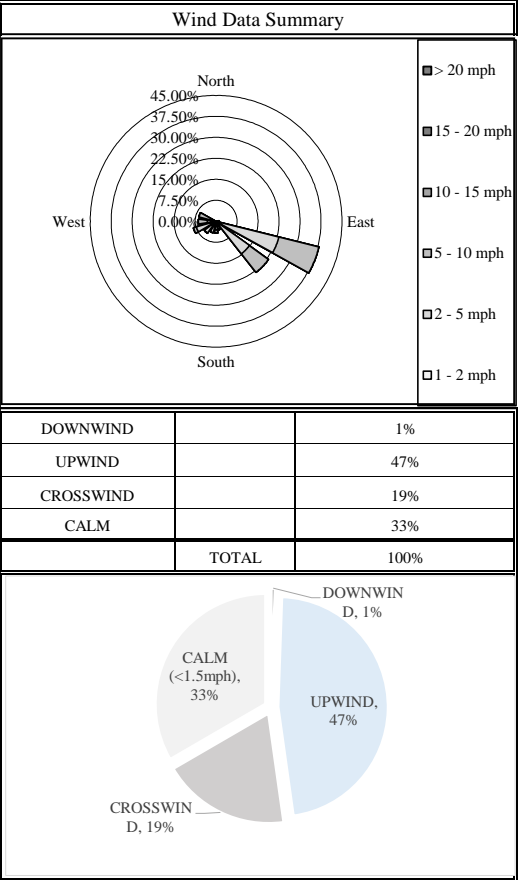 Wind Data Summary
North
45.00%
37.50%
30.00%
22.50%
15.00%
7.50%
0.00%
West
East
South
> 20 mph
15 - 20 mph
10 - 15 mph
5 - 10 mph
2 - 5 mph
1 - 2 mph
DOWNWIND 1%
UPWIND 47%
CROSSWIND 19%
CALM 33%
TOTAL 100%
DOWNWIN
D, 1%
UPWIND,
47%
CROSSWIN
D, 19%
CALM
(<1.5mph),
33%